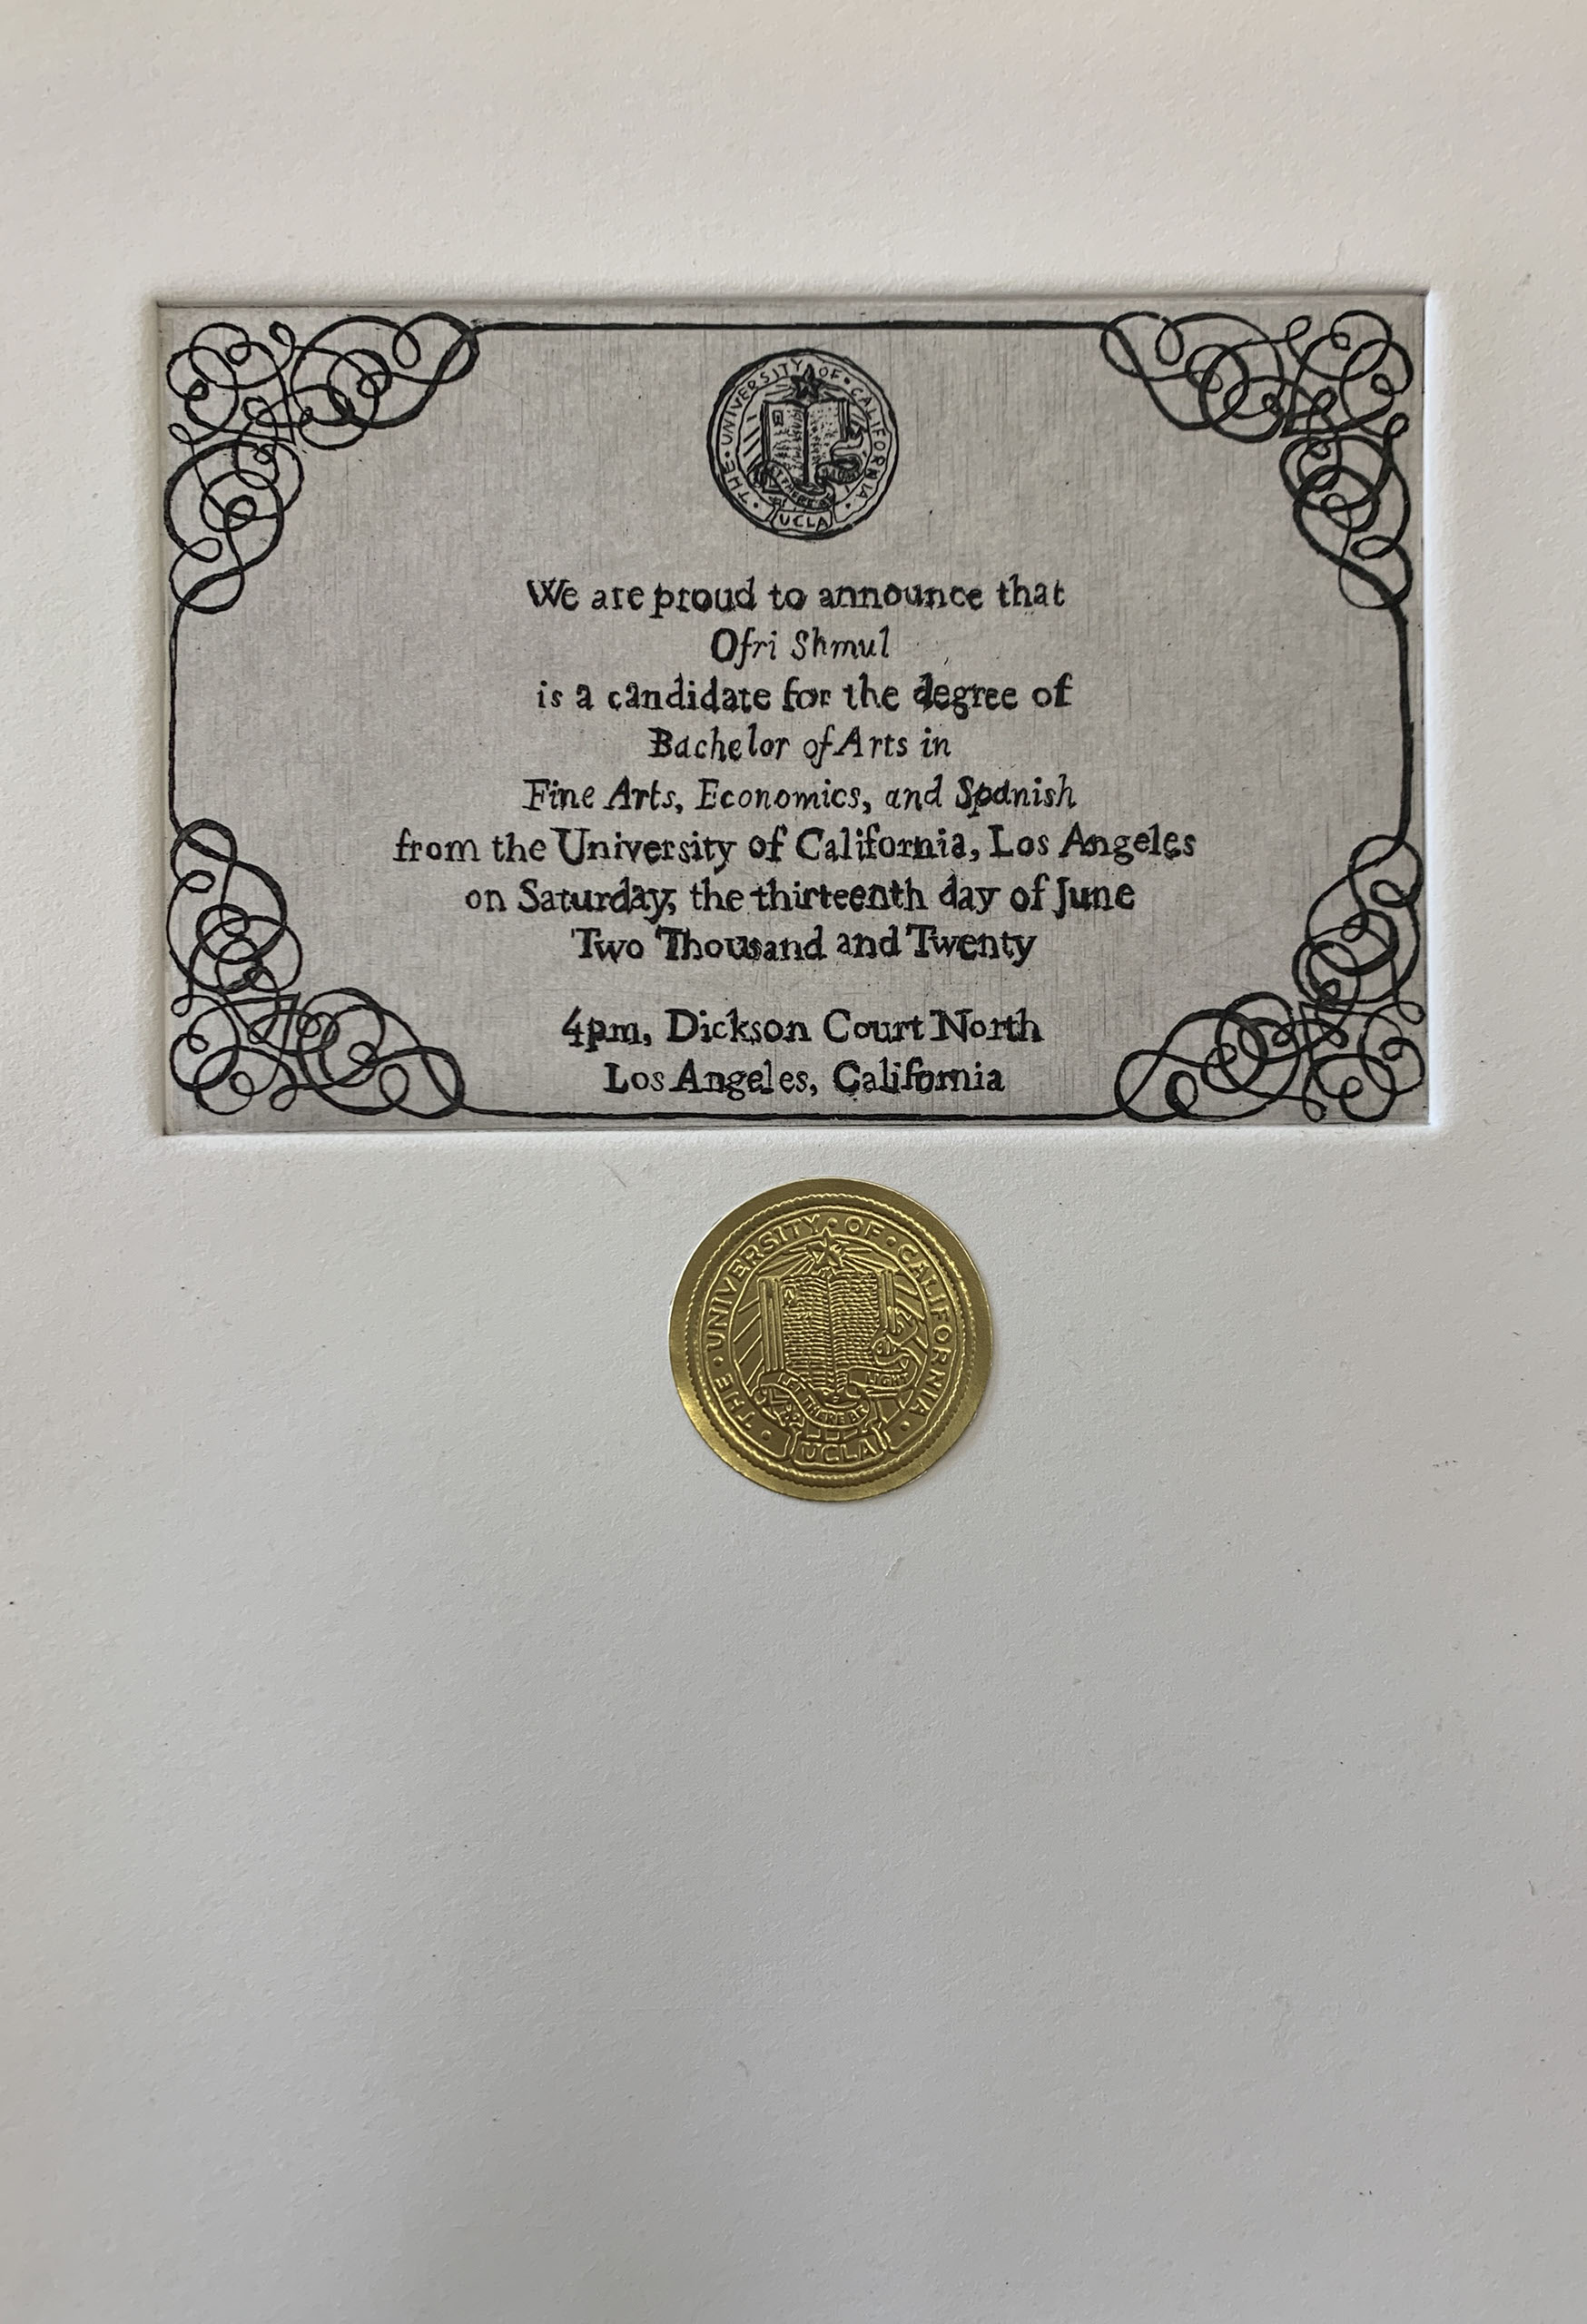 THE · UNIVERSITY · OF · CALIFORNIA
THERE BE
UCLA
We are proud to announce that
Ofri Shmul
is a candidate for the degree of
Bachelor of Arts in
Fine Arts, Economics, and Spanish
from the University of California, Los Angeles
on Saturday, the thirteenth day of June
Two Thousand and Twenty
4pm, Dickson Court North
Los Angeles, California
· THE · UNIVERSITY · OF · CALIFORNIA ·
LET THERE BE LIGHT
UCLA